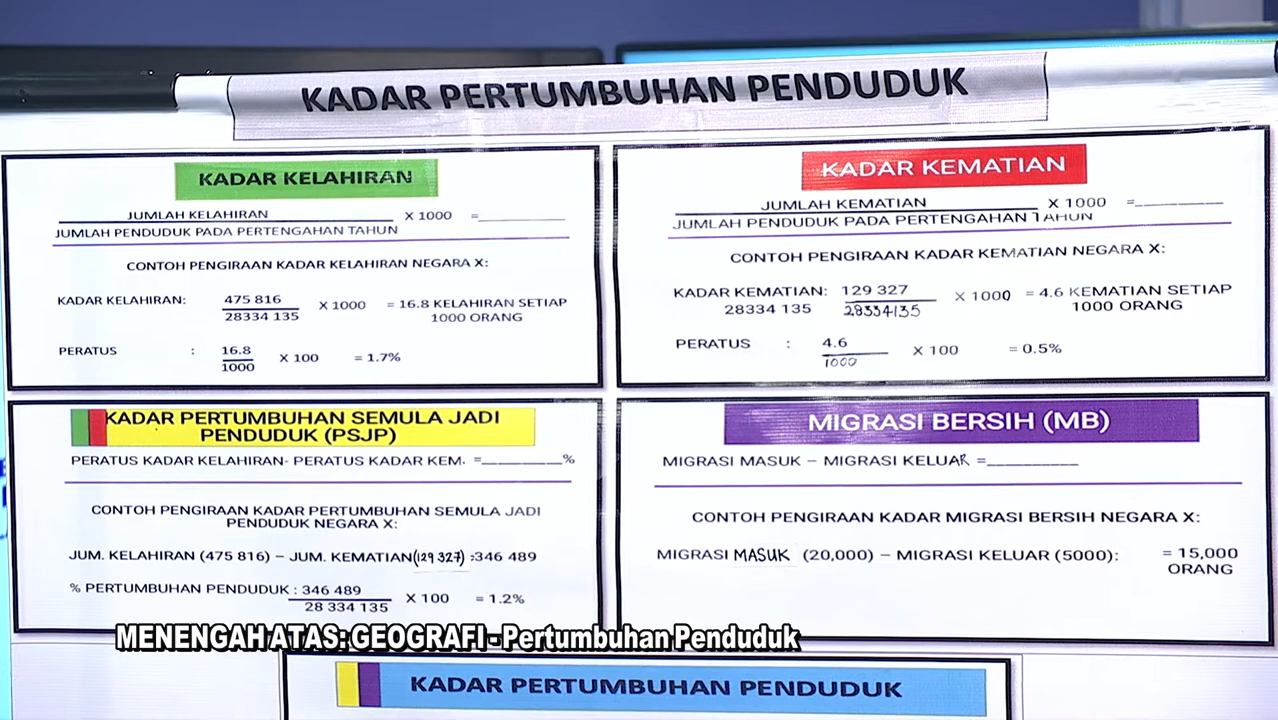 KADAR PERTUMBUHAN PENDUDUK
KADAR KELAHIRAN
JUMLAH KELAHIRAN
X 1000 =__________
JUMLAH PENDUDUK PADA PERTENGAHAN TAHUN
CONTOH PENGIRAAN KADAR KELAHIRAN NEGARA X:
KADAR KELAHIRAN: 475 816 X 1000 = 16.8 KELAHIRAN SETIAP
28334 135 1000 ORANG
PERATUS : 16.8 X 100 = 1.7%
1000
KADAR KEMATIAN
JUMLAH KEMATIAN X 1000 =__________
JUMLAH PENDUDUK PADA PERTENGAHAN TAHUN
CONTOH PENGIRAAN KADAR KEMATIAN NEGARA X:
KADAR KEMATIAN: 129 327 X 1000 = 4.6 KEMATIAN SETIAP
28334 135 28334135 1000 ORANG
PERATUS : 4.6 X 100 = 0.5%
1000
KADAR PERTUMBUHAN SEMULA JADI
PENDUDUK (PSJP)
PERATUS KADAR KELAHIRAN- PERATUS KADAR KEM. =__________%
CONTOH PENGIRAAN KADAR PERTUMBUHAN SEMULA JADI
PENDUDUK NEGARA X:
JUM. KELAHIRAN (475 816) – JUM. KEMATIAN(129 327) :346 489
% PERTUMBUHAN PENDUDUK : 346 489 X 100 = 1.2%
28 334 135
MIGRASI BERSIH (MB)
MIGRASI MASUK – MIGRASI KELUAR =__________
CONTOH PENGIRAAN KADAR MIGRASI BERSIH NEGARA X:
MIGRASI MASUK (20,000) – MIGRASI KELUAR (5000): = 15,000
ORANG
MENENGAH ATAS: GEOGRAFI - Pertumbuhan Penduduk
KADAR PERTUMBUHAN PENDUDUK